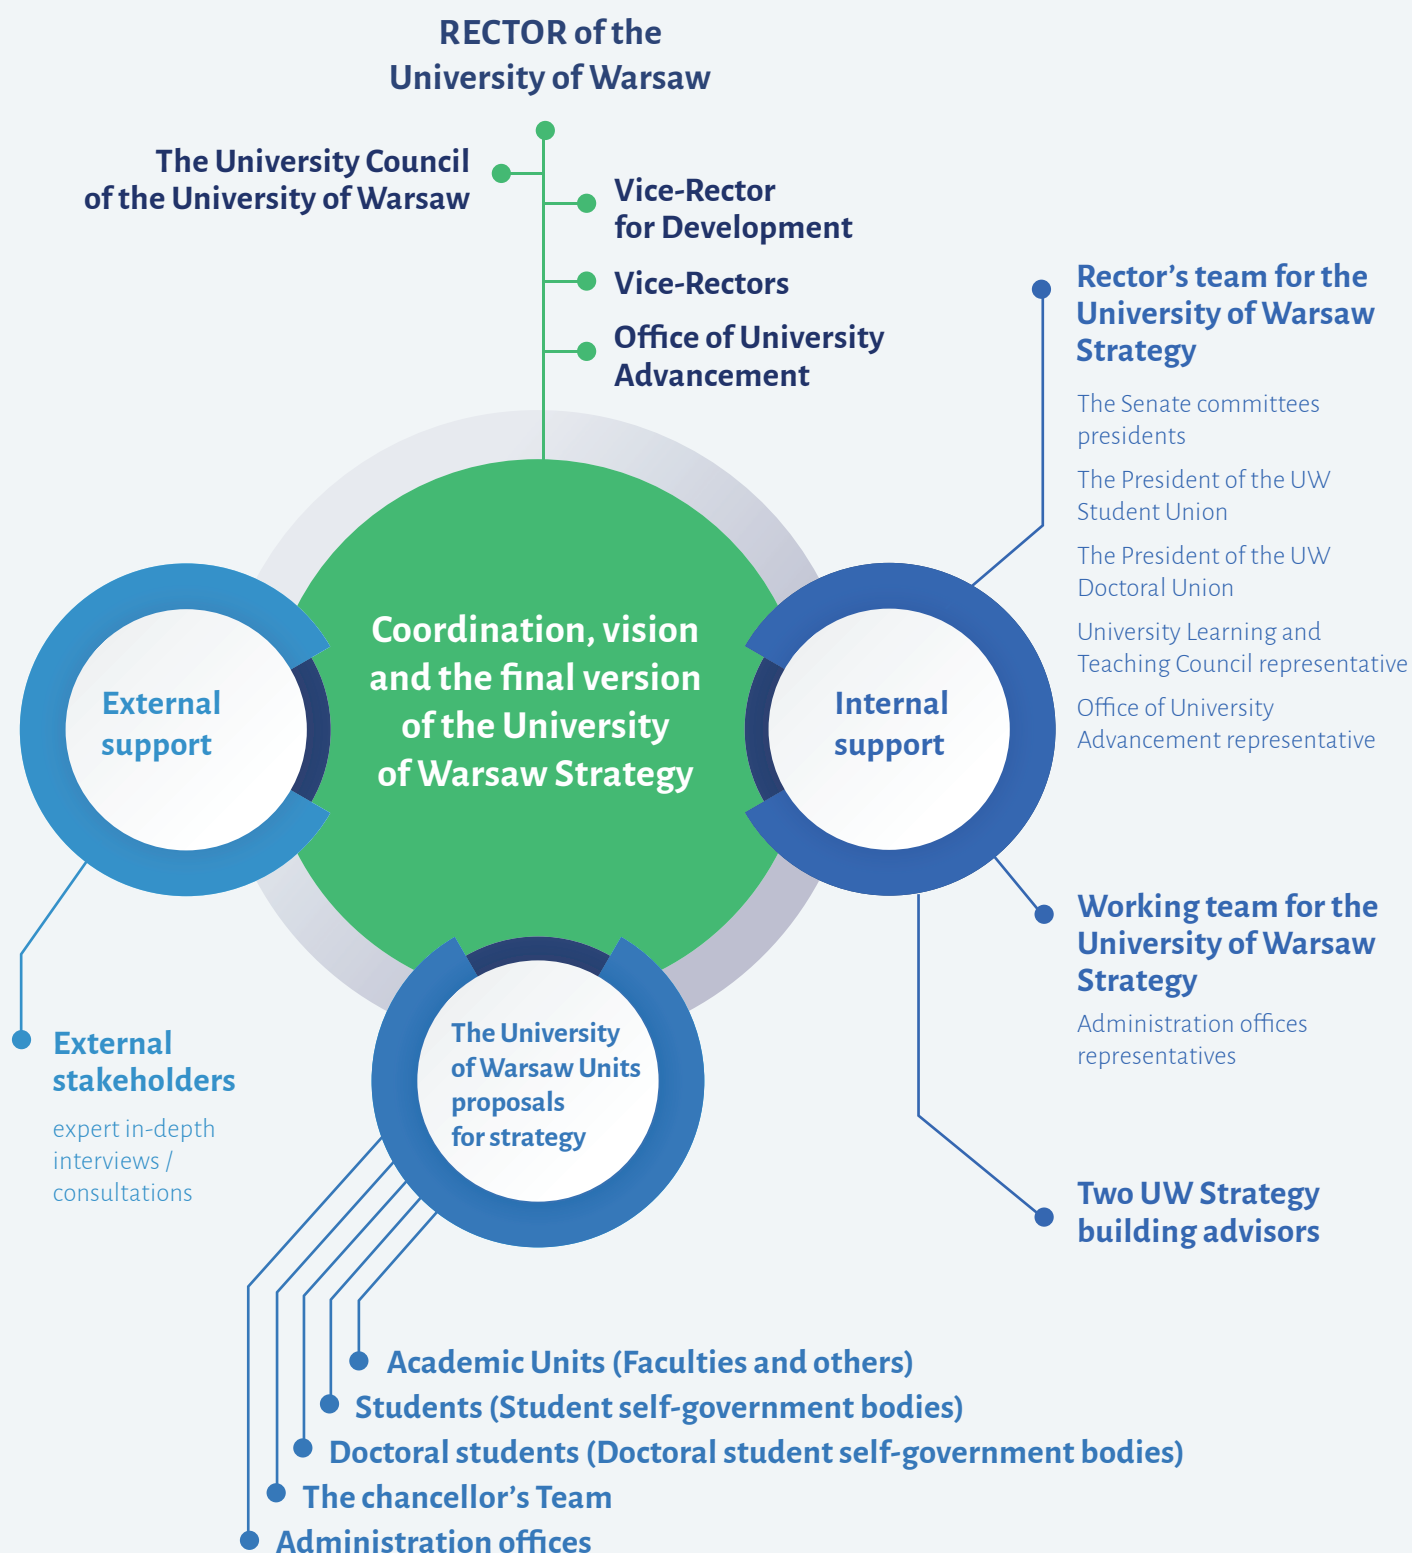 RECTOR of the
University of Warsaw
The University Council
of the University of Warsaw
Vice-Rector
for Development
Vice-Rectors
Office of University
Advancement
Rector’s team for the
University of Warsaw
Strategy
The Senate committees
presidents
The President of the UW
Student Union
The President of the UW
Doctoral Union
University Learning and
Teaching Council representative
Office of University
Advancement representative
Coordination, vision
and the final version
of the University
of Warsaw Strategy
External
support
Internal
support
Working team for the
University of Warsaw
Strategy
Administration offices
representatives
External
stakeholders
expert in-depth
interviews /
consultations
The University
of Warsaw Units
proposals
for strategy
Two UW Strategy
building advisors
Academic Units (Faculties and others)
Students (Student self-government bodies)
Doctoral students (Doctoral student self-government bodies)
The chancellor’s Team
Administration offices